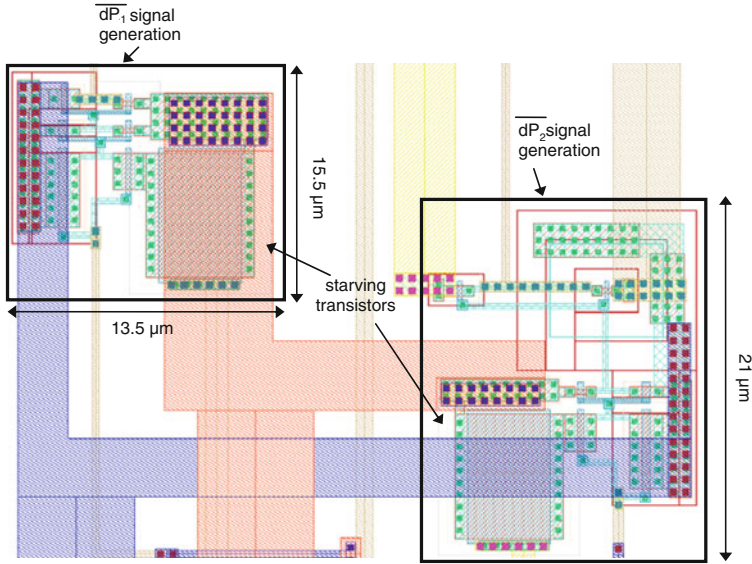 dP₁ signal
generation
15.5 µm
13.5 µm
starving
transistors
dP₂ signal
generation
21 µm